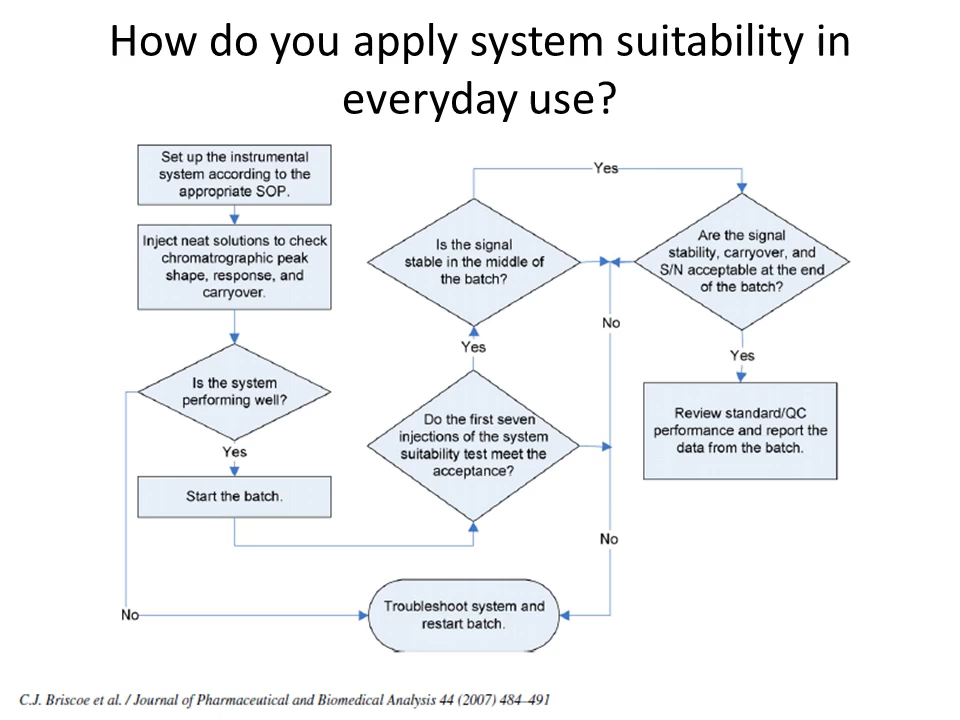 How do you apply system suitability in
everyday use?
Set up the instrumental
system according to the
appropriate SOP.
Inject neat solutions to check
chromatographic peak
shape, response, and
carryover.
Is the system
performing well?
Yes
Start the batch.
No
Do the first seven
injections of the system
suitability test meet the
acceptance?
Yes
Is the signal
stable in the middle of
the batch?
Yes
Are the signal
stability, carryover, and
S/N acceptable at the end
of the batch?
No
Yes
Review standard/QC
performance and report the
data from the batch.
No
Troubleshoot system and
restart batch.
C.J. Briscoe et al. / Journal of Pharmaceutical and Biomedical Analysis 44 (2007) 484–491